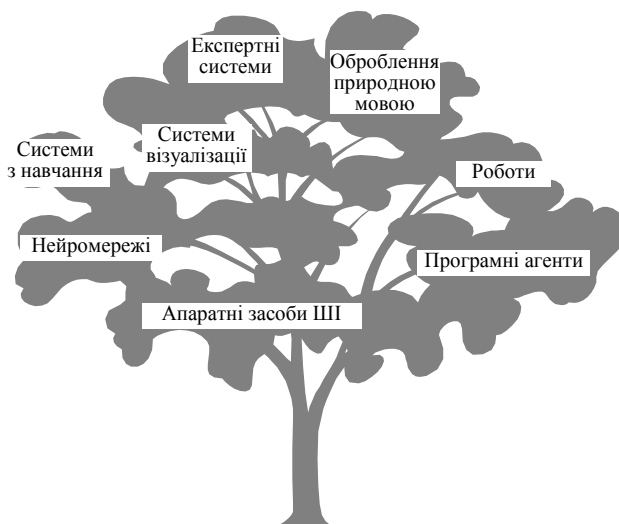 Експертні
системи
Оброблення
природною
мовою
Системи
візуалізації
Системи
з навчання
Роботи
Нейромережі
Програмні агенти
Апаратні засоби ШІ